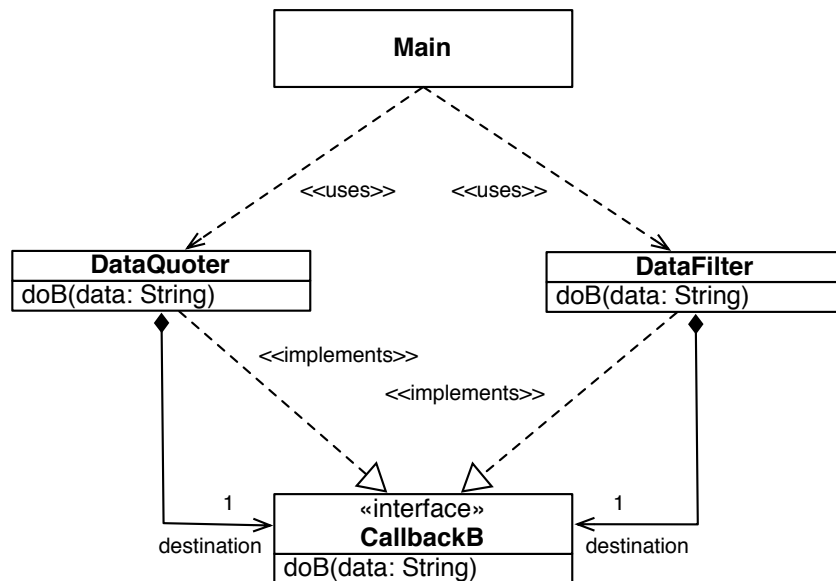 Main
<<uses>>
<<uses>>
DataQuoter
doB(data: String)
DataFilter
doB(data: String)
<<implements>>
<<implements>>
1
destination
«interface»
CallbackB
doB(data: String)
1
destination